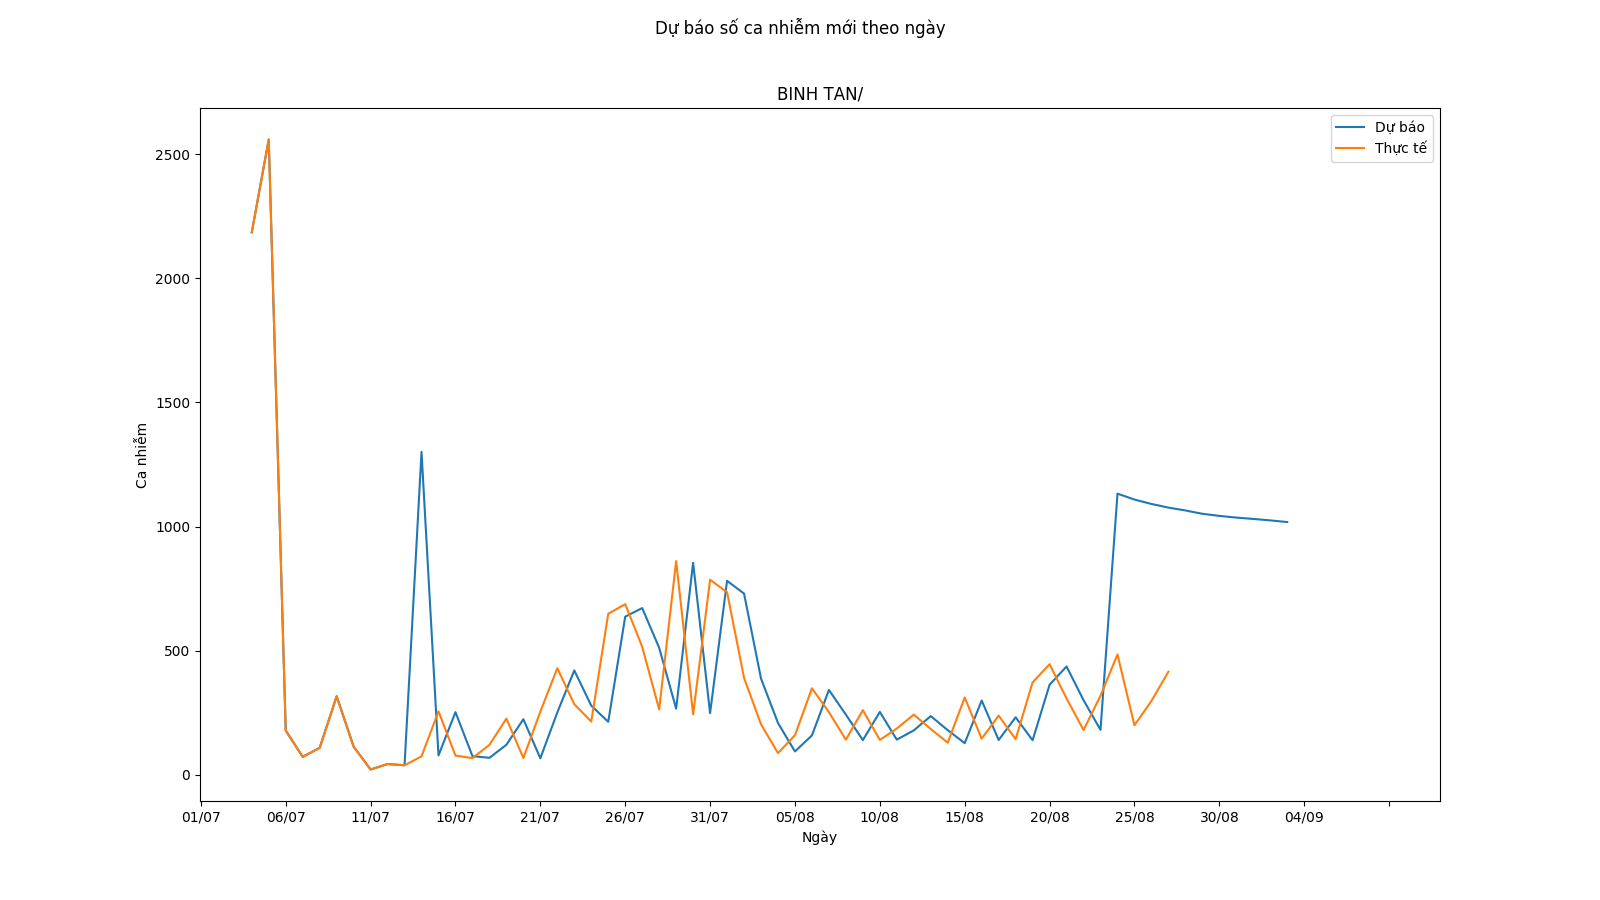 Dự báo số ca nhiễm mới theo ngày
BINH TAN/
Dự báo
Thực tế
2500
2000
1500
1000
500
0
Ca nhiễm
01/07 06/07 11/07 16/07 21/07 26/07 31/07 05/08 10/08 15/08 20/08 25/08 30/08 04/09
Ngày